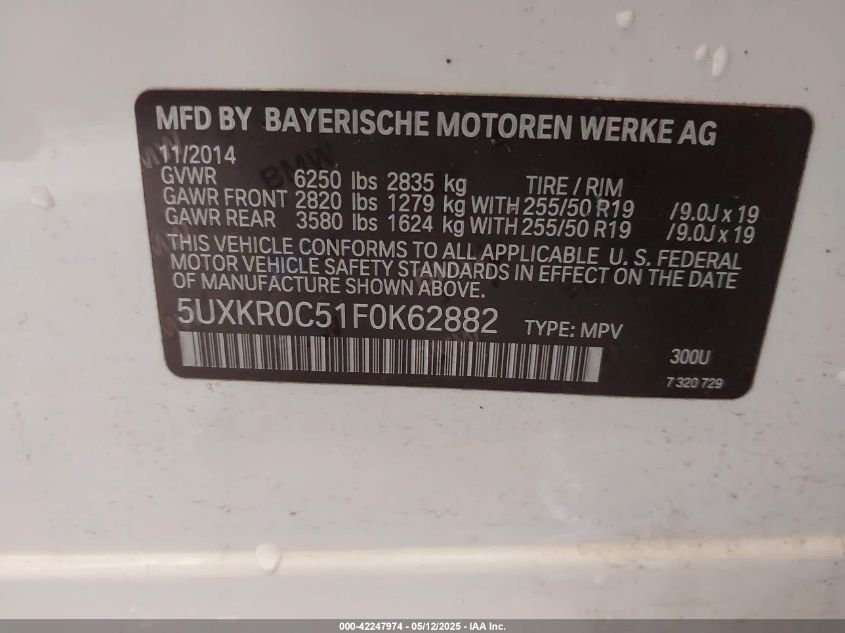 MFD BY BAYERISCHE MOTOREN WERKE AG
11/2014
GVWR 6250 lbs 2835 kg TIRE / RIM
GAWR FRONT 2820 lbs 1279 kg WITH 255/50 R19 /9.0J x 19
GAWR REAR 3580 lbs 1624 kg WITH 255/50 R19 /9.0J x 19
THIS VEHICLE CONFORMS TO ALL APPLICABLE U. S. FEDERAL
MOTOR VEHICLE SAFETY STANDARDS IN EFFECT ON THE DATE
OF MANUFACTURE SHOWN ABOVE.
5UXKR0C51F0K62882 TYPE: MPV
300U
7 320 729
BMW
000-42247974 - 05/12/2025 - IAA Inc.